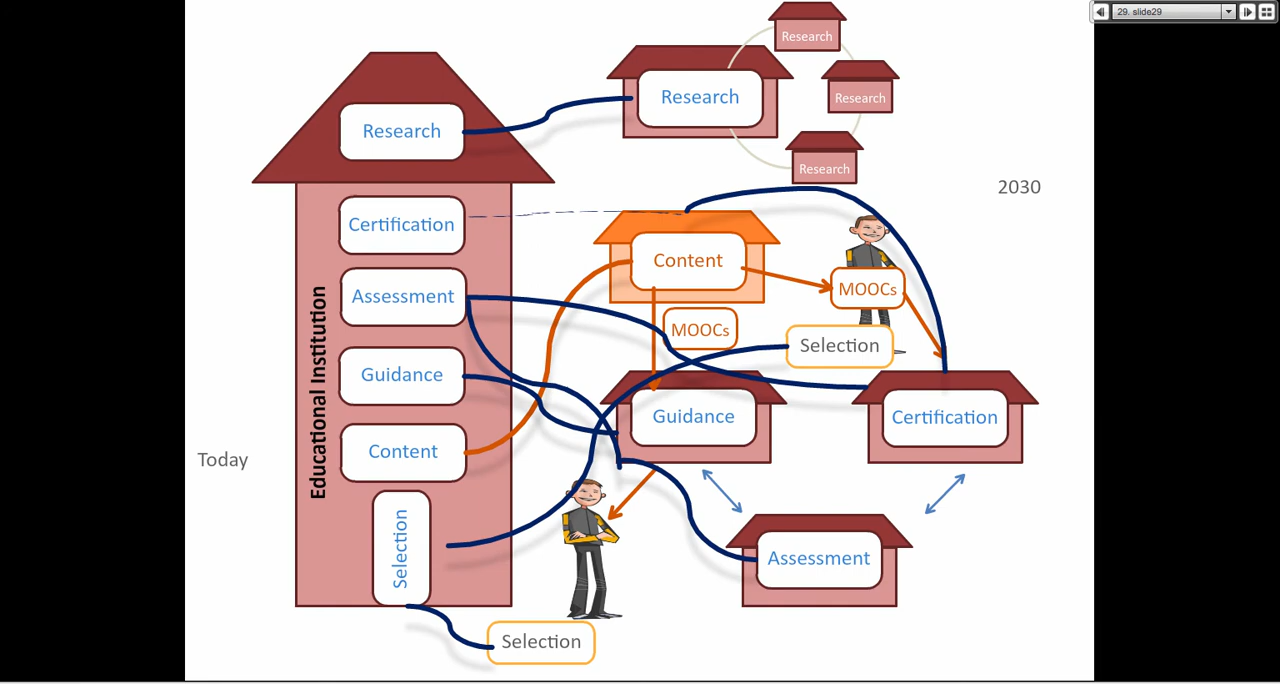 29. slide29
Research
Research
Research
Research
Research
2030
Certification
Content
MOOCs
Assessment
MOOCs
Selection
Educational Institution
Guidance
Guidance
Certification
Content
Today
Selection
Assessment
Selection